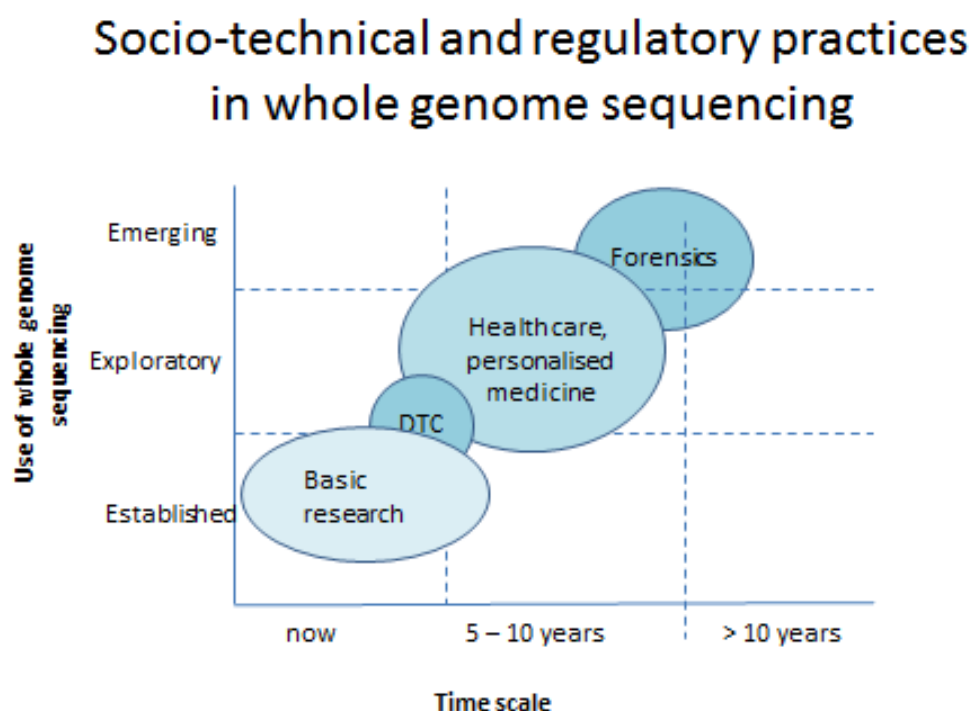 Socio-technical and regulatory practices
in whole genome sequencing
Use of whole genome
sequencing
Emerging
Exploratory
Established
Forensics
Healthcare,
personalised
medicine
DTC
Basic
research
now
5 – 10 years
> 10 years
Time scale